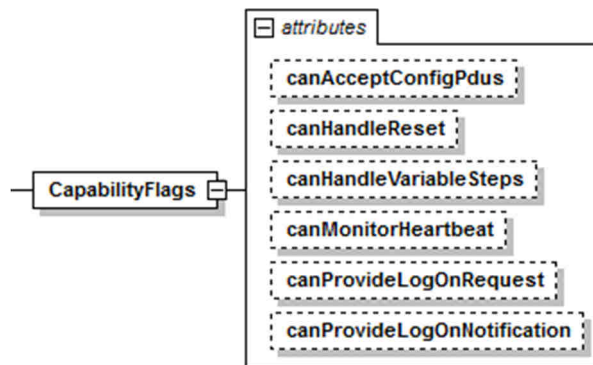 attributes
canAcceptConfigPdus
canHandleReset
canHandleVariableSteps
CapabilityFlags
canMonitorHeartbeat
canProvideLogOnRequest
canProvideLogOnNotification